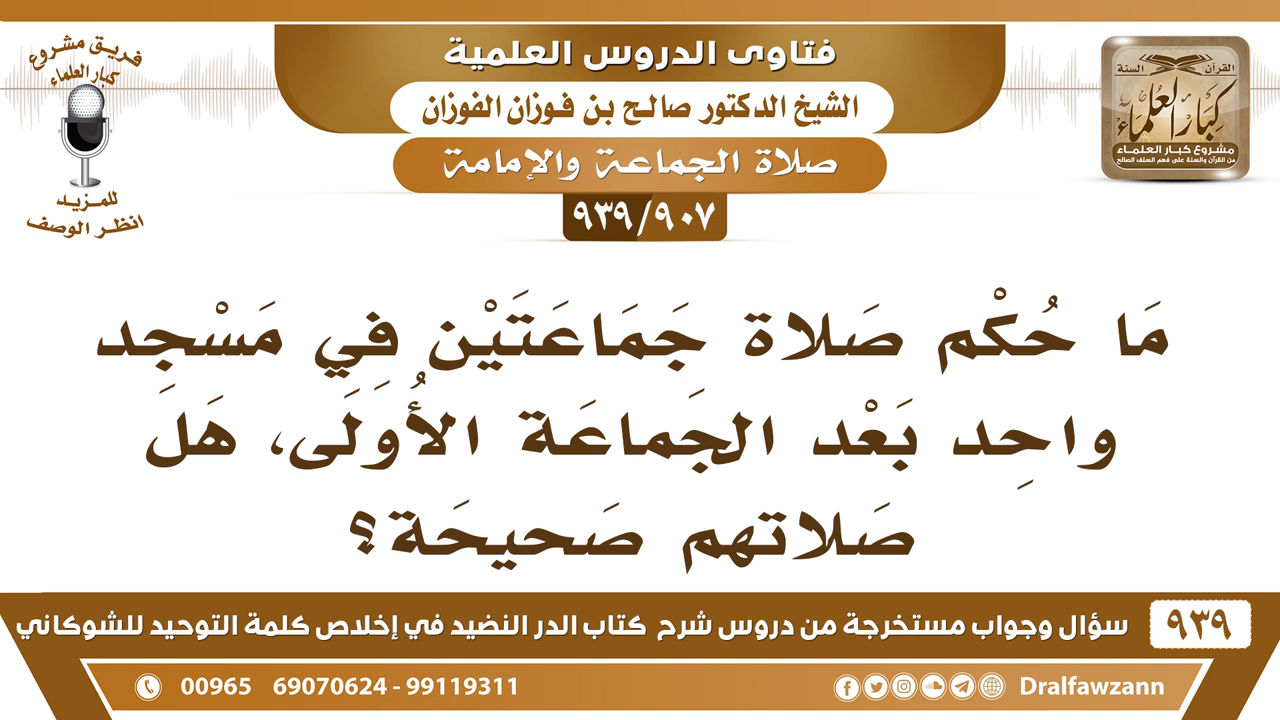 فريق مشروع
كبار العلماء
للمزيد
انظر الوصف
فتاوى الدروس العلمية
الشيخ الدكتور صالح بن فوزان الفوزان
صلاة الجماعة والإمامة
٩٣٩/٩٠٧
القرآن السنة
كبار العلماء
مشروع كبار العلماء
من القرآن والسنة على فهم السلف الصالح
مَا حُكْم صَلاة جَمَاعَتَيْن فِي مَسْجِد
واحِد بَعْد الجَماعَة الأُولَى، هَل
صَلاتهم صَحيحَة؟
٩٣٩ سؤال وجواب مستخرجة من دروس شرح كتاب الدر النضيد في إخلاص كلمة التوحيد للشوكاني
00965 69070624 - 99119311
Dralfawzann